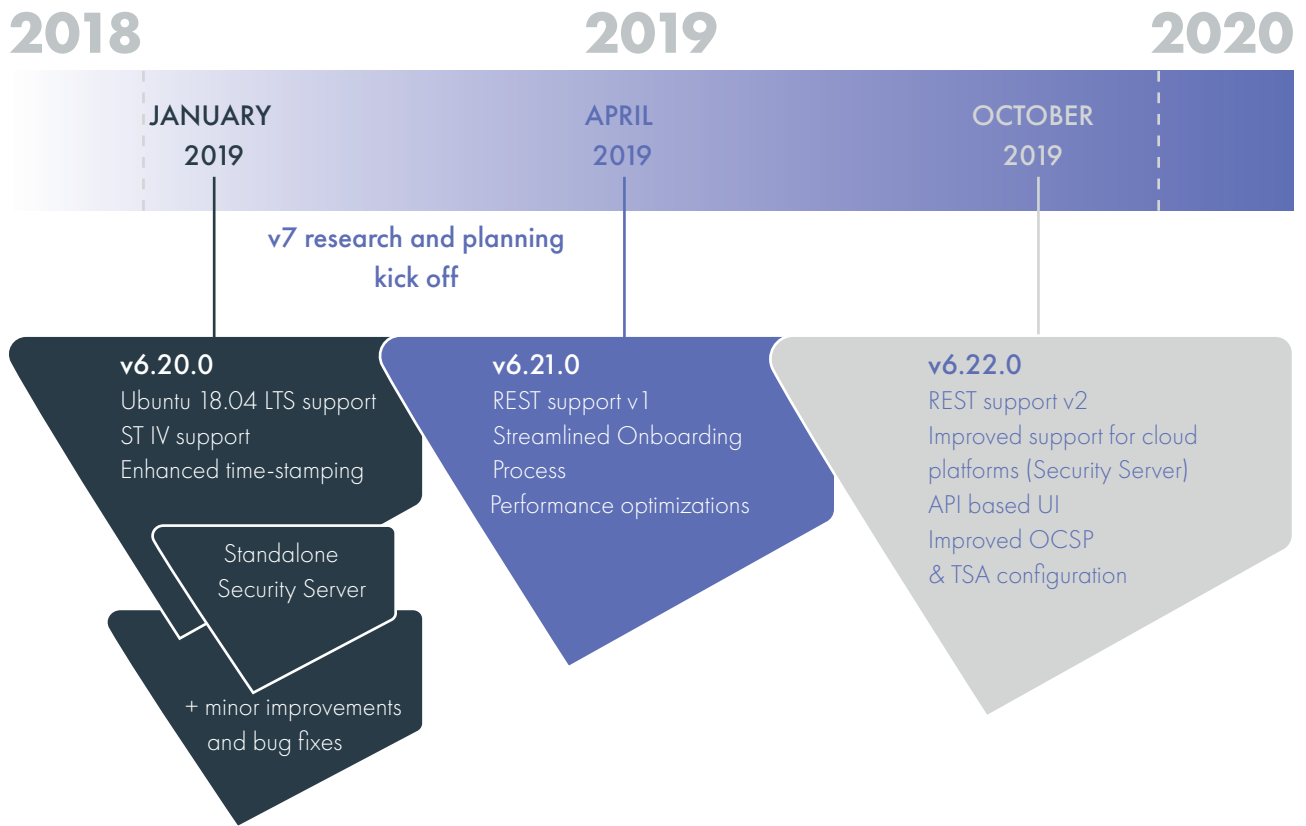 2018
2019
2020
JANUARY
2019
APRIL
2019
OCTOBER
2019
v7 research and planning
kick off
v6.20.0
Ubuntu 18.04 LTS support
ST IV support
Enhanced time-stamping
Standalone
Security Server
+ minor improvements
and bug fixes
v6.21.0
REST support v1
Streamlined Onboarding
Process
Performance optimizations
v6.22.0
REST support v2
Improved support for cloud
platforms (Security Server)
API based UI
Improved OCSP
& TSA configuration